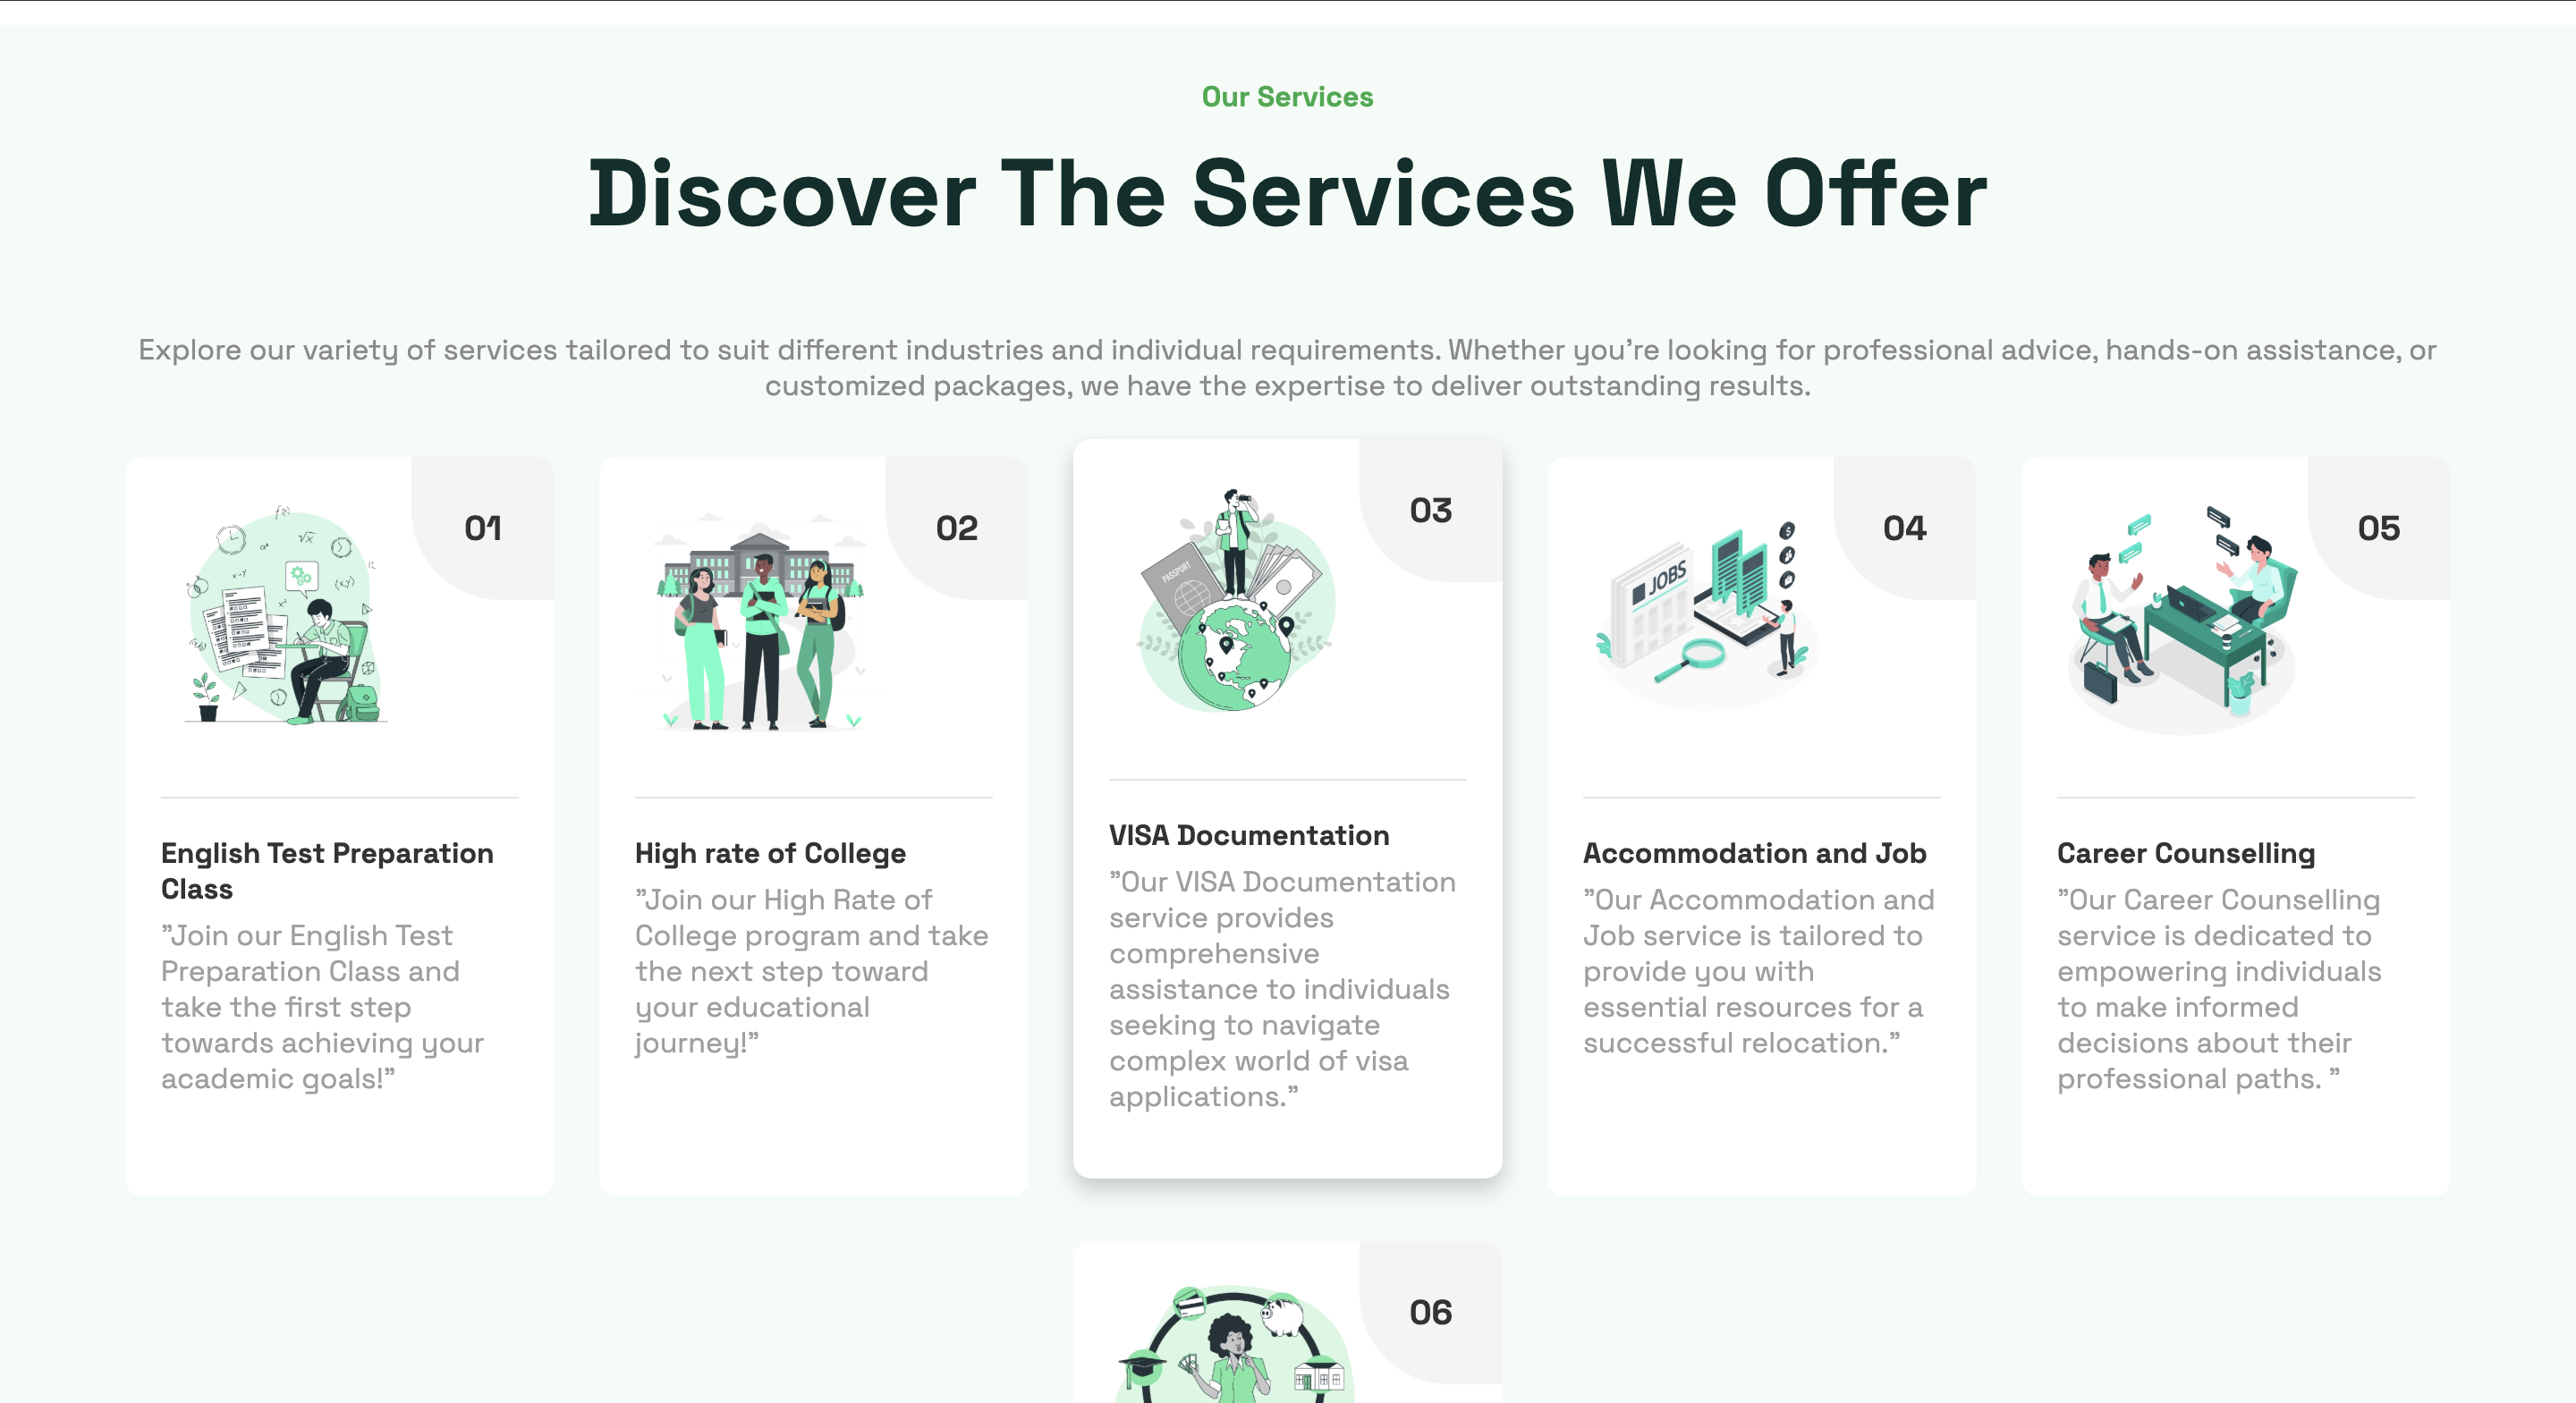 Our Services
Discover The Services We Offer
Explore our variety of services tailored to suit different industries and individual requirements. Whether you’re looking for professional advice, hands-on assistance, or
customized packages, we have the expertise to deliver outstanding results.
01
English Test Preparation
Class
”Join our English Test
Preparation Class and
take the first step
towards achieving your
academic goals!”
02
High rate of College
”Join our High Rate of
College program and take
the next step toward
your educational
journey!”
03
PASSPORT
VISA Documentation
”Our VISA Documentation
service provides
comprehensive
assistance to individuals
seeking to navigate
complex world of visa
applications.”
04
JOBS
Accommodation and Job
”Our Accommodation and
Job service is tailored to
provide you with
essential resources for a
successful relocation.”
05
Career Counselling
”Our Career Counselling
service is dedicated to
empowering individuals
to make informed
decisions about their
professional paths. ”
06